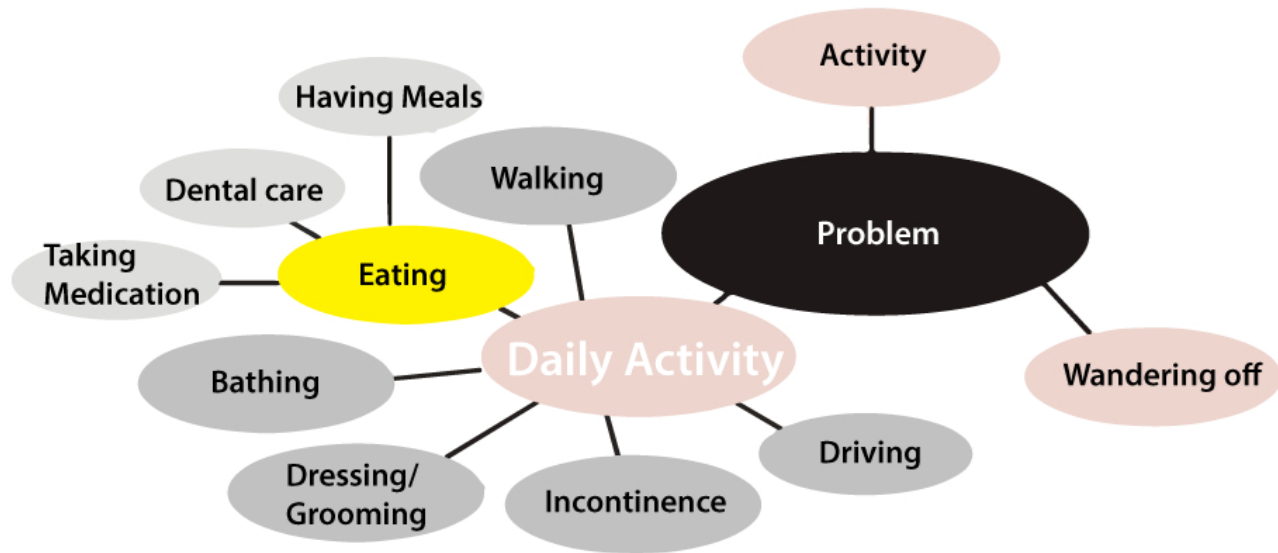 Activity
Having Meals
Walking
Dental care
Problem
Taking
Medication
Eating
Daily Activity
Wandering off
Bathing
Driving
Dressing/
Grooming
Incontinence